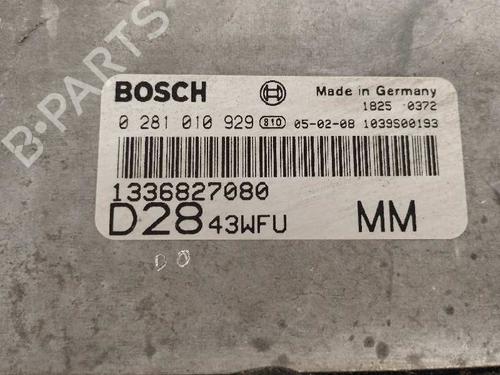 B-PARTS
BOSCH
Made in Germany
1825 0372
0 281 010 929 810 05-02-08 1039S00193
1336827080
D28 43WFU MM
B-PARTS